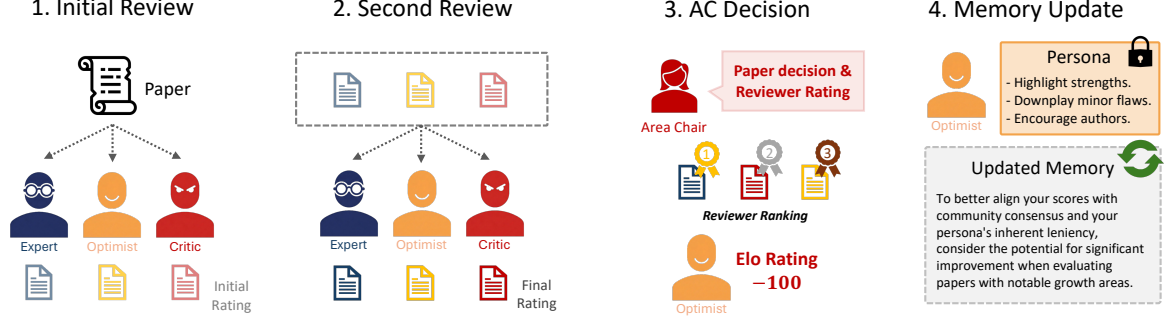 1. Initial Review
Paper
Expert
Optimist
Critic
Initial
Rating
2. Second Review
Expert
Optimist
Critic
Final
Rating
3. AC Decision
Paper decision &
Reviewer Rating
Area Chair
1
2
3
Reviewer Ranking
Optimist
Elo Rating
−100
4. Memory Update
Optimist
Persona
- Highlight strengths.
- Downplay minor flaws.
- Encourage authors.
Updated Memory
To better align your scores with
community consensus and your
persona's inherent leniency,
consider the potential for significant
improvement when evaluating
papers with notable growth areas.